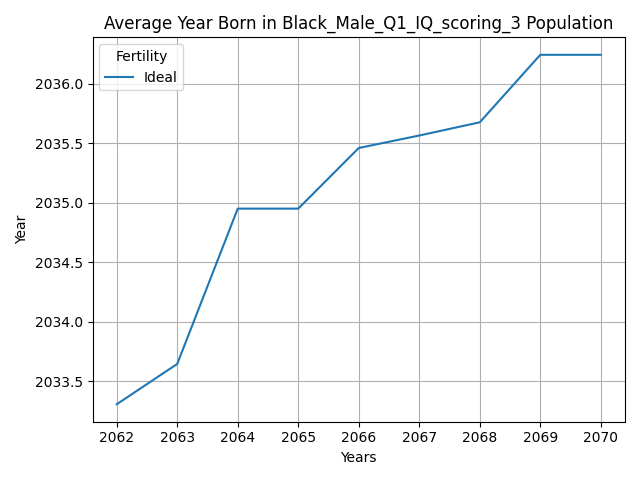 Average Year Born in Black_Male_Q1_IQ_scoring_3 Population
Fertility
Ideal
2036.0
2035.5
2035.0
2034.5
2034.0
2033.5
Year
2062 2063 2064 2065 2066 2067 2068 2069 2070
Years